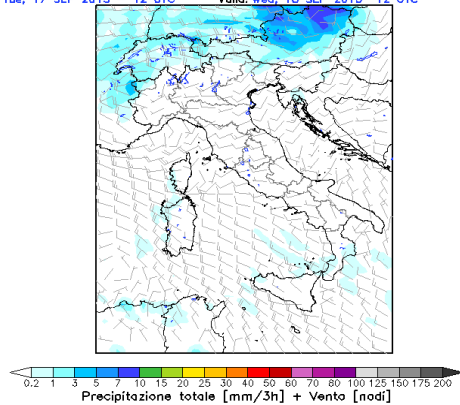 Tue, 17 SEP 2013 12 UTC Valid: Wed, 18 SEP 2013 12 UTC
0.2 1 3 5 7 10 15 20 25 30 40 50 60 70 80 100 125 150 175 200
Precipitazione totale [mm/3h] + Vento [nodi]